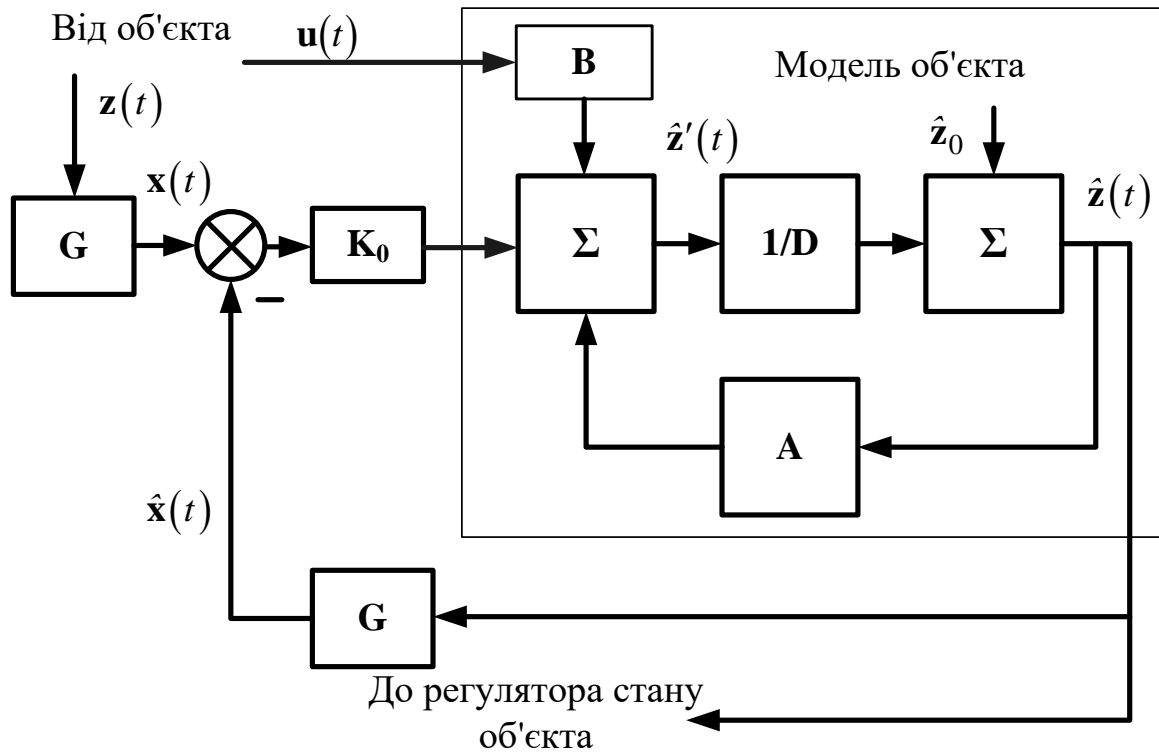 Від об'єкта
u(t)
B
Модель об'єкта
z(t)
ẑ′(t)
ẑ₀
x(t)
ẑ(t)
G
K₀
Σ
1/D
Σ
–
A
x̂(t)
G
До регулятора стану
об'єкта